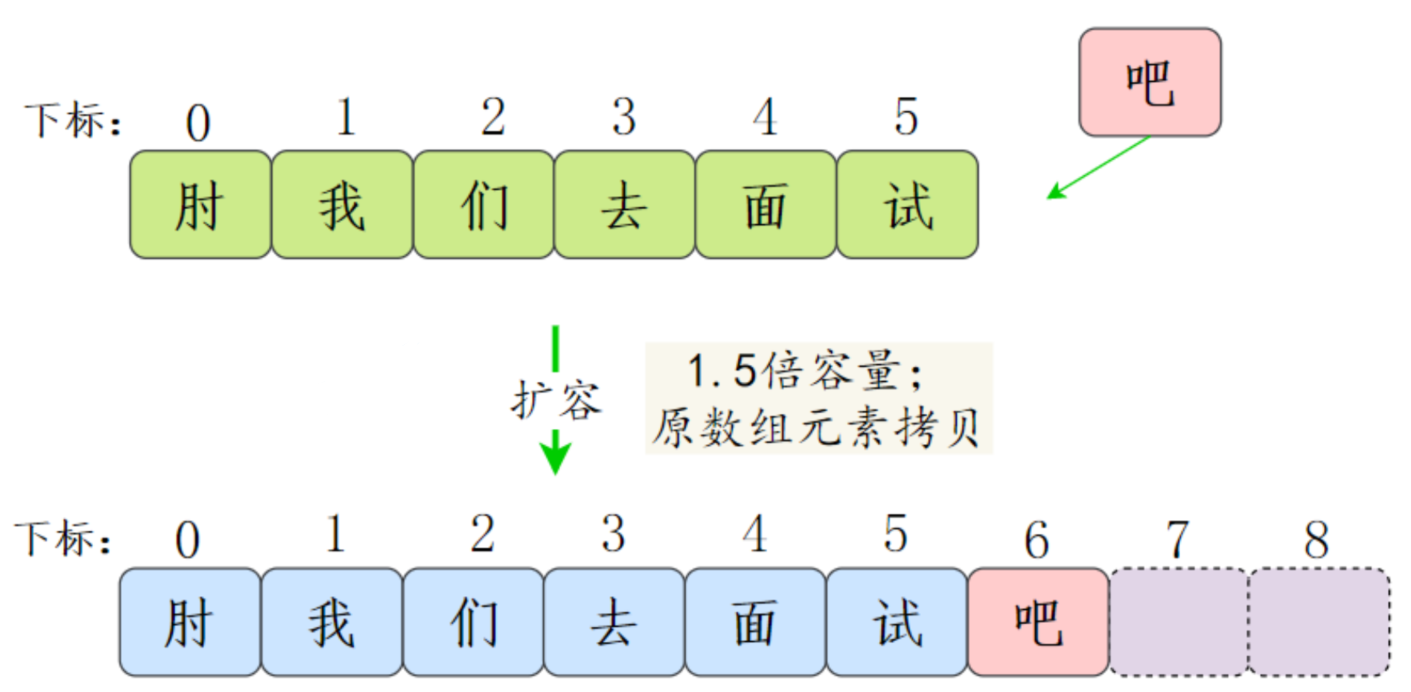 吧
下标: 0 1 2 3 4 5
肘 我 们 去 面 试
扩容
1.5倍容量;
原数组元素拷贝
下标: 0 1 2 3 4 5 6 7 8
肘 我 们 去 面 试 吧